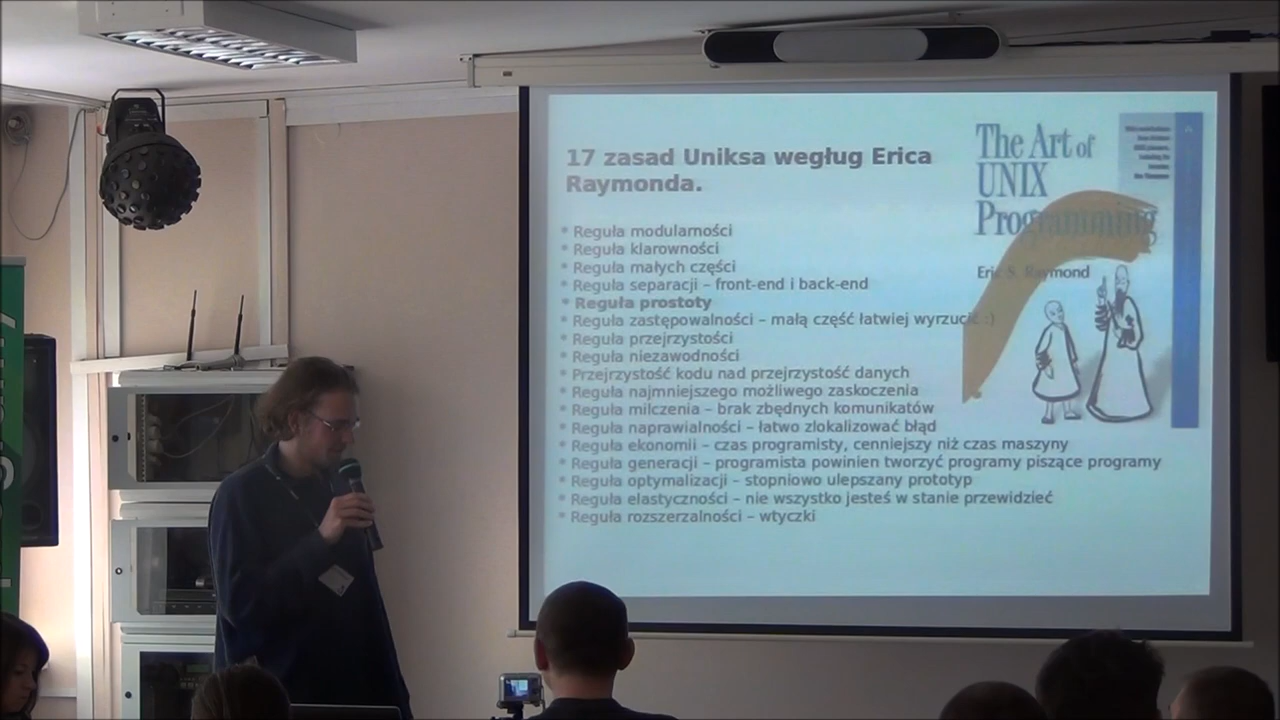 17 zasad Uniksa wegług Erica
Raymonda.
* Reguła modularności
* Reguła klarowności
* Reguła małych części
* Reguła separacji – front-end i back-end
* Reguła prostoty
* Reguła zastępowalności – małą część łatwiej wyrzucić :)
* Reguła przejrzystości
* Reguła niezawodności
* Przejrzystość kodu nad przejrzystość danych
* Reguła najmniejszego możliwego zaskoczenia
* Reguła milczenia – brak zbędnych komunikatów
* Reguła naprawialności – łatwo zlokalizować błąd
* Reguła ekonomii – czas programisty, cenniejszy niż czas maszyny
* Reguła generacji – programista powinien tworzyć programy piszące programy
* Reguła optymalizacji – stopniowo ulepszany prototyp
* Reguła elastyczności – nie wszystko jesteś w stanie przewidzieć
* Reguła rozszerzalności – wtyczki
The Art of
UNIX
Programming
Eric S. Raymond